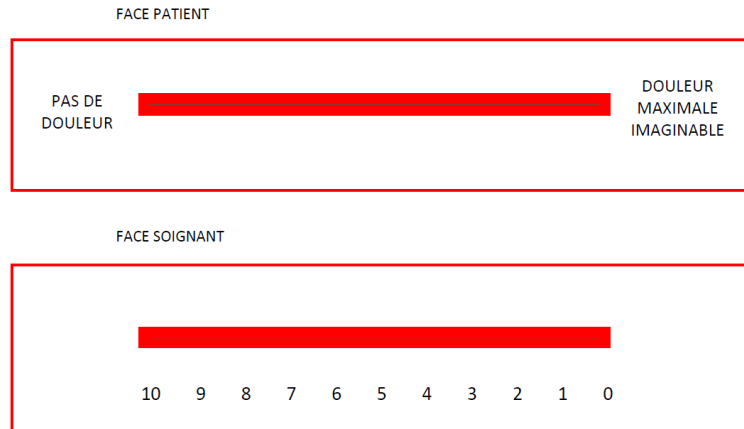 FACE PATIENT
PAS DE
DOULEUR
DOULEUR
MAXIMALE
IMAGINABLE
FACE SOIGNANT
10 9 8 7 6 5 4 3 2 1 0